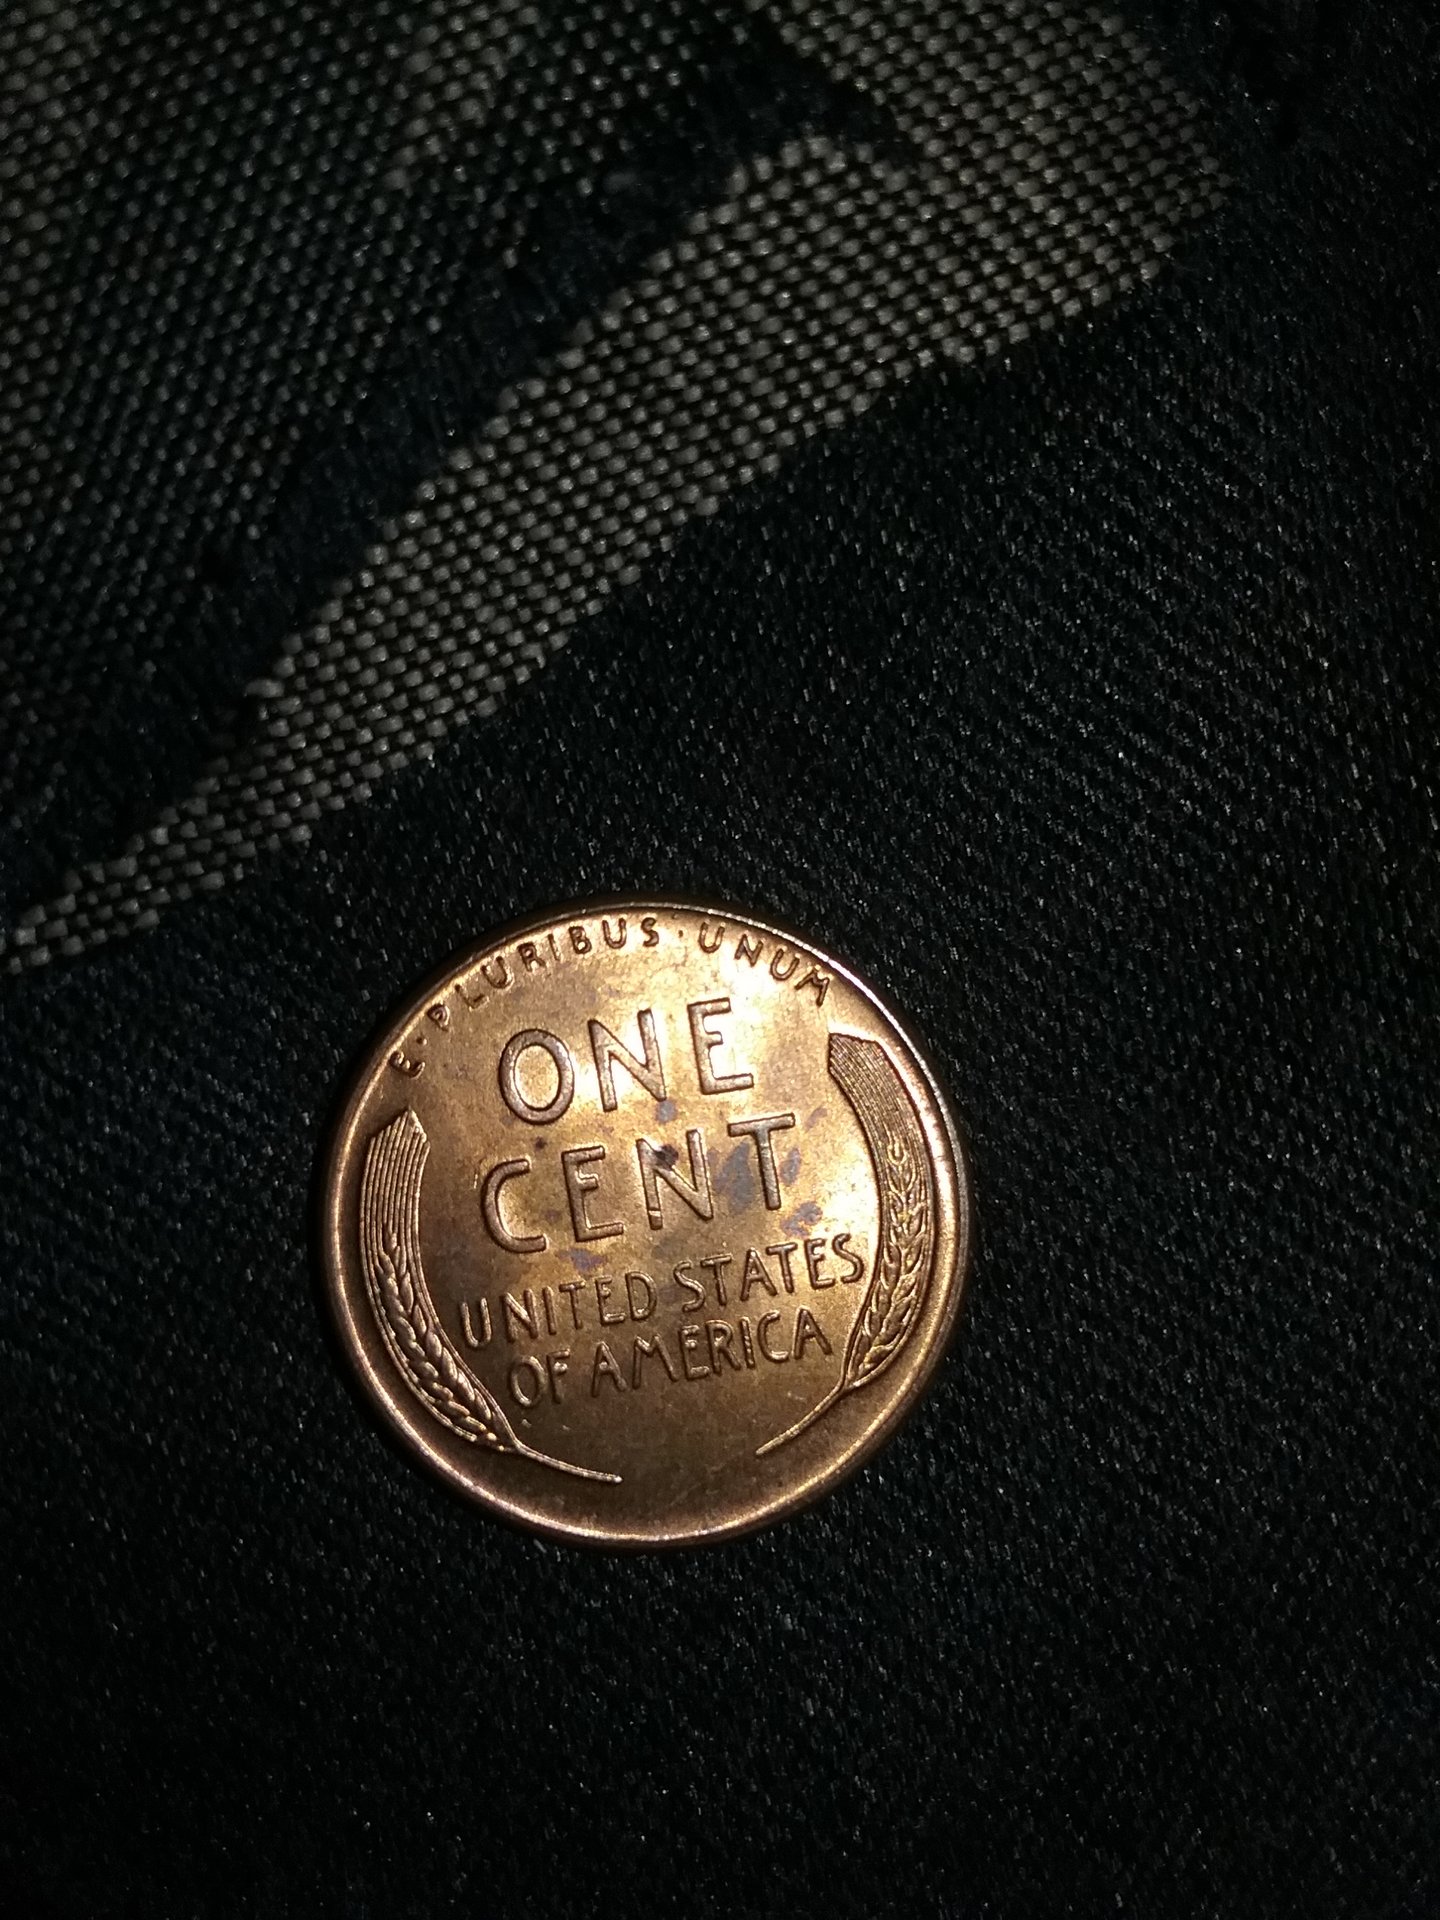 E · PLURIBUS · UNUM
ONE
CENT
UNITED STATES
OF AMERICA